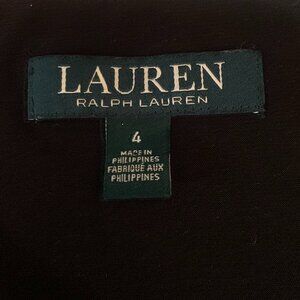 LAUREN
RALPH LAUREN
4
MADE IN
PHILIPPINES
FABRIQUÉ AUX
PHILIPPINES